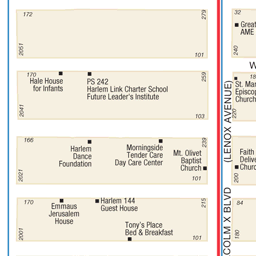 172
279
2051
101
32
Great
AME
240
W
170
Hale House
for Infants
PS 242
Harlem Link Charter School
Future Leader's Institute
259
2041
103
18
St. Mar
Episcop
Church
220
(LENOX AVENUE)
166
Harlem
Dance
Foundation
Morningside
Tender Care
Day Care Center
Mt. Olivet
Baptist
Church
239
2021
101
Faith
Delive
Churc
200
170
Emmaus
Jerusalem
House
Harlem 144
Guest House
Tony's Place
Bed & Breakfast
215
2001
101
84
180
COLM X BLVD